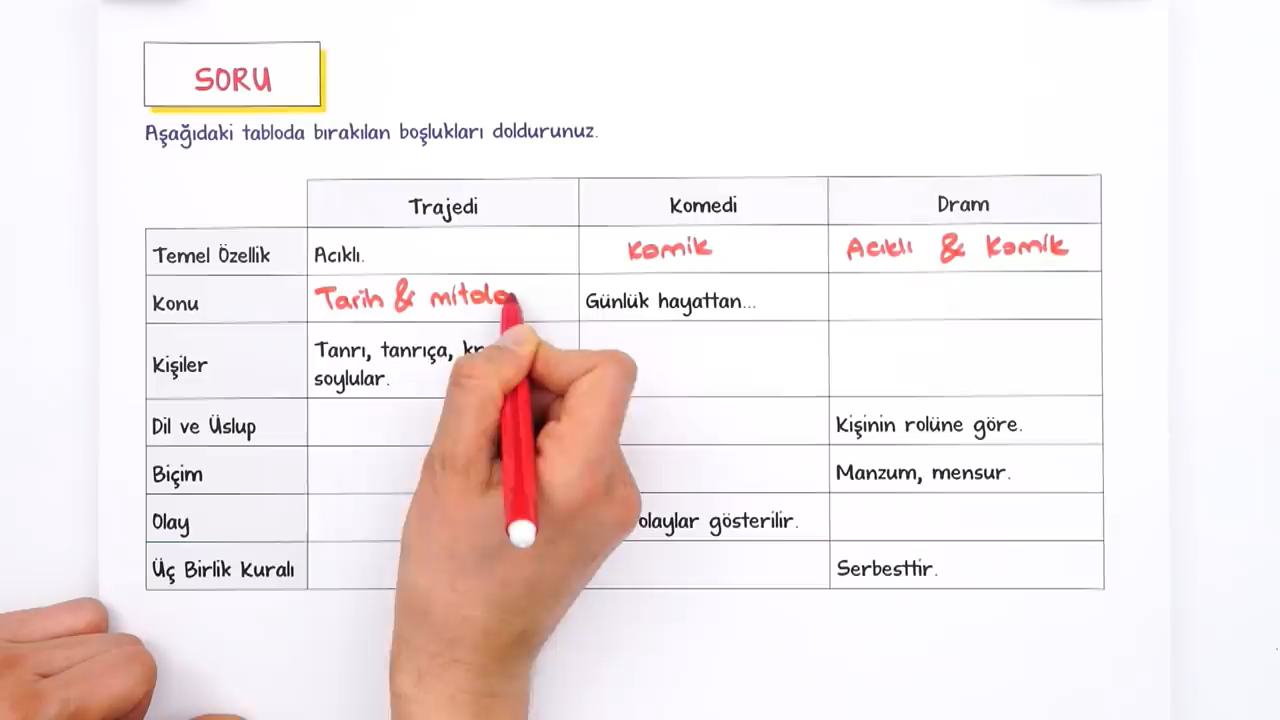 SORU
Aşağıdaki tabloda bırakılan boşlukları doldurunuz.
Trajedi Komedi Dram
Temel Özellik Acıklı. Komik Acıklı & Komik
Konu Tarih & Günlük hayattan...
Kişiler Tanrı, tanrıça,
soylular.
Dil ve Üslup Kişinin rolüne göre.
Biçim Manzum, mensur.
Olay olaylar gösterilir.
Üç Birlik Kuralı Serbesttir.